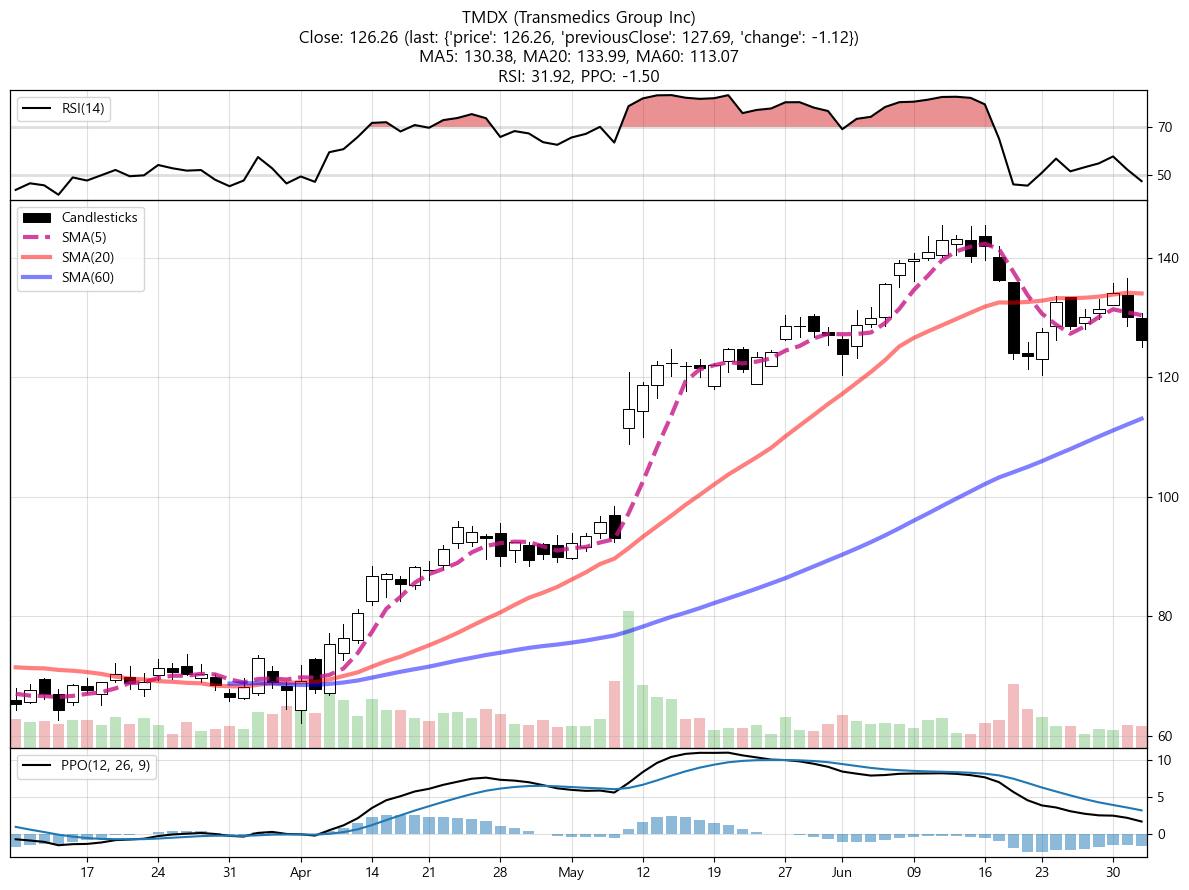 TMDX (Transmedics Group Inc)
Close: 126.26 (last: {'price': 126.26, 'previousClose': 127.69, 'change': -1.12})
MA5: 130.38, MA20: 133.99, MA60: 113.07
RSI: 31.92, PPO: -1.50
RSI(14)
70
50
Candlesticks
SMA(5)
SMA(20)
SMA(60)
140
120
100
80
60
PPO(12, 26, 9)
10
5
0
17 24 31 Apr 14 21 28 May 12 19 27 Jun 09 16 23 30